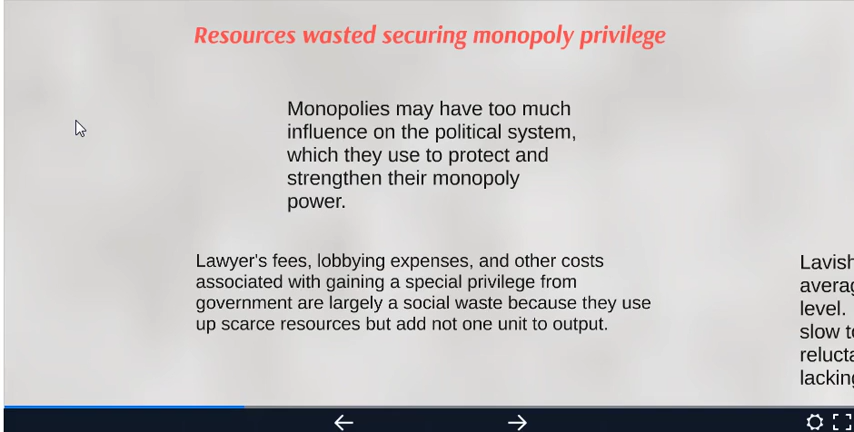 Resources wasted securing monopoly privilege
Monopolies may have too much
influence on the political system,
which they use to protect and
strengthen their monopoly
power.
Lawyer's fees, lobbying expenses, and other costs
associated with gaining a special privilege from
government are largely a social waste because they use
up scarce resources but add not one unit to output.
level.
slow